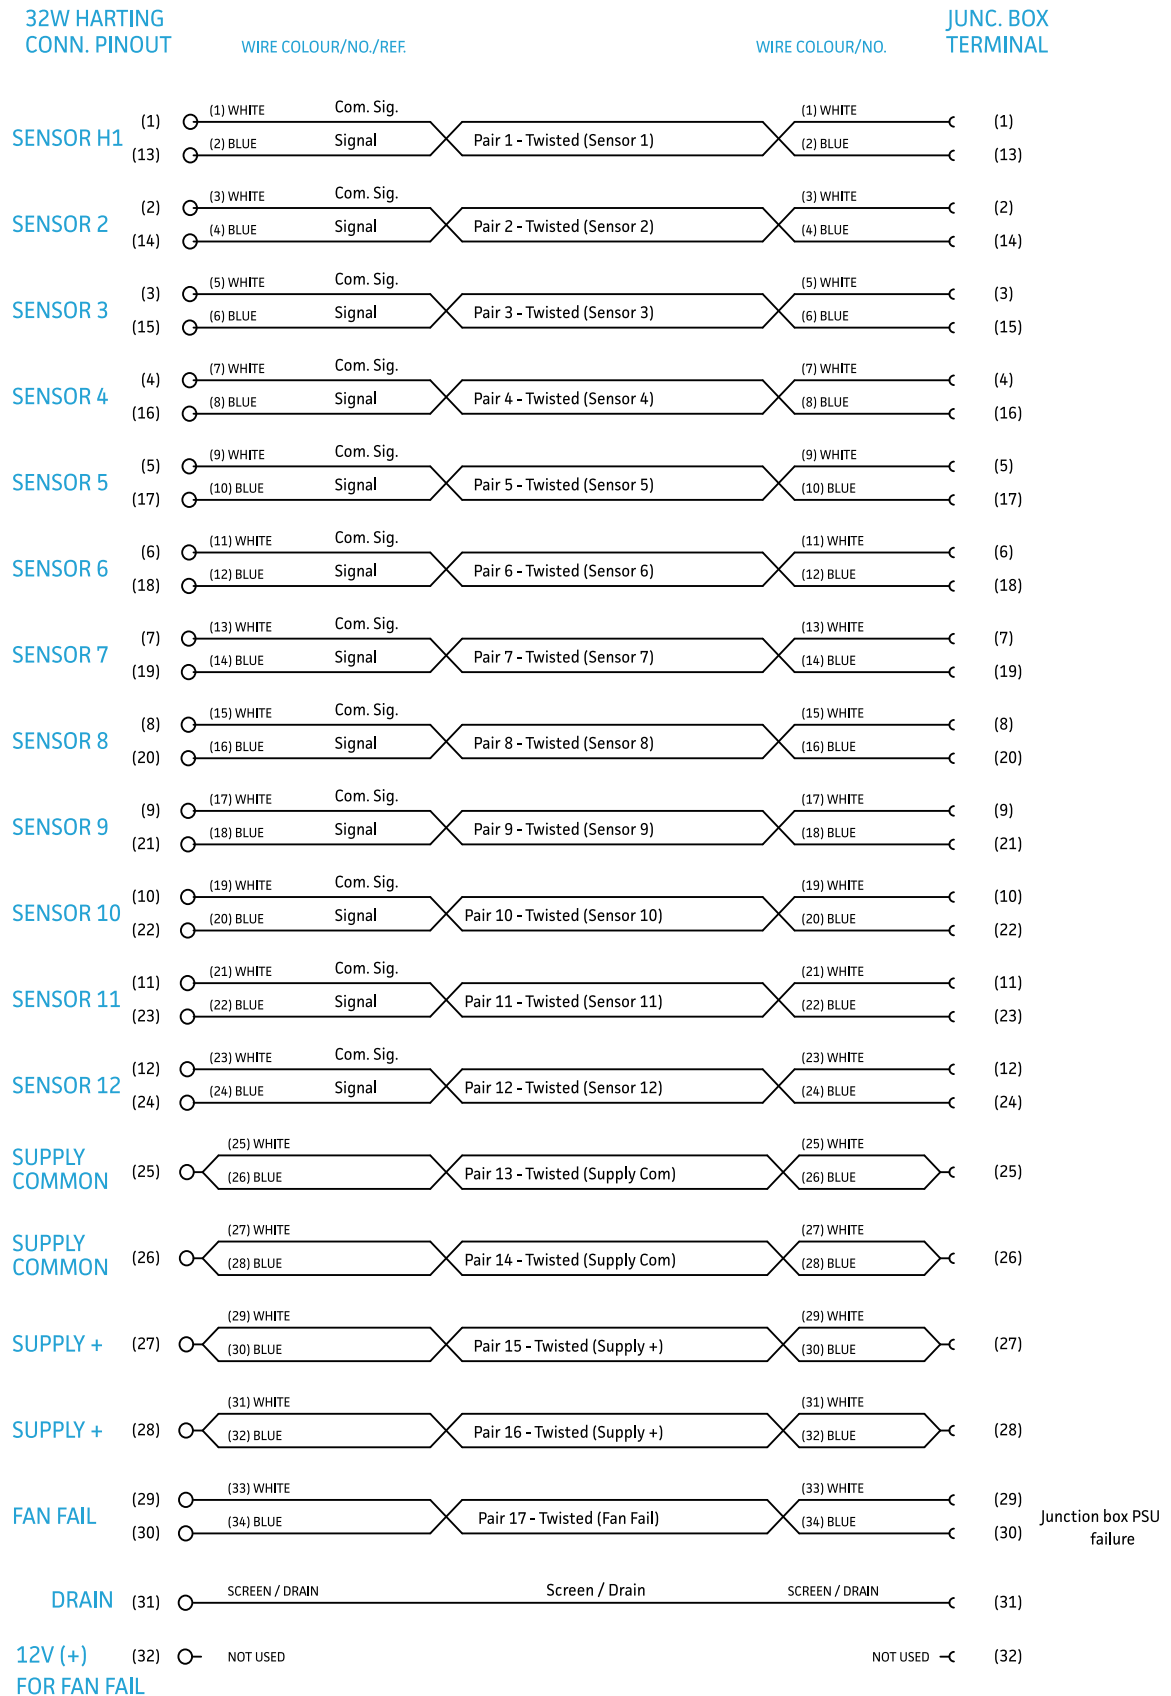 32W HARTING
CONN. PINOUT
WIRE COLOUR/NO./REF.
WIRE COLOUR/NO.
JUNC. BOX
TERMINAL
SENSOR H1
(1) (1) WHITE Com. Sig. (1) WHITE (1)
(13) (2) BLUE Signal Pair 1 - Twisted (Sensor 1) (2) BLUE (13)
SENSOR 2
(2) (3) WHITE Com. Sig. (3) WHITE (2)
(14) (4) BLUE Signal Pair 2 - Twisted (Sensor 2) (4) BLUE (14)
SENSOR 3
(3) (5) WHITE Com. Sig. (5) WHITE (3)
(15) (6) BLUE Signal Pair 3 - Twisted (Sensor 3) (6) BLUE (15)
SENSOR 4
(4) (7) WHITE Com. Sig. (7) WHITE (4)
(16) (8) BLUE Signal Pair 4 - Twisted (Sensor 4) (8) BLUE (16)
SENSOR 5
(5) (9) WHITE Com. Sig. (9) WHITE (5)
(17) (10) BLUE Signal Pair 5 - Twisted (Sensor 5) (10) BLUE (17)
SENSOR 6
(6) (11) WHITE Com. Sig. (11) WHITE (6)
(18) (12) BLUE Signal Pair 6 - Twisted (Sensor 6) (12) BLUE (18)
SENSOR 7
(7) (13) WHITE Com. Sig. (13) WHITE (7)
(19) (14) BLUE Signal Pair 7 - Twisted (Sensor 7) (14) BLUE (19)
SENSOR 8
(8) (15) WHITE Com. Sig. (15) WHITE (8)
(20) (16) BLUE Signal Pair 8 - Twisted (Sensor 8) (16) BLUE (20)
SENSOR 9
(9) (17) WHITE Com. Sig. (17) WHITE (9)
(21) (18) BLUE Signal Pair 9 - Twisted (Sensor 9) (18) BLUE (21)
SENSOR 10
(10) (19) WHITE Com. Sig. (19) WHITE (10)
(22) (20) BLUE Signal Pair 10 - Twisted (Sensor 10) (20) BLUE (22)
SENSOR 11
(11) (21) WHITE Com. Sig. (21) WHITE (11)
(23) (22) BLUE Signal Pair 11 - Twisted (Sensor 11) (22) BLUE (23)
SENSOR 12
(12) (23) WHITE Com. Sig. (23) WHITE (12)
(24) (24) BLUE Signal Pair 12 - Twisted (Sensor 12) (24) BLUE (24)
SUPPLY
COMMON
(25) WHITE (25) WHITE
(25) (26) BLUE Pair 13 - Twisted (Supply Com) (26) BLUE (25)
SUPPLY
COMMON
(27) WHITE (27) WHITE
(26) (28) BLUE Pair 14 - Twisted (Supply Com) (28) BLUE (26)
(29) WHITE (29) WHITE
SUPPLY + (27) (30) BLUE Pair 15 - Twisted (Supply +) (30) BLUE (27)
(31) WHITE (31) WHITE
SUPPLY + (28) (32) BLUE Pair 16 - Twisted (Supply +) (32) BLUE (28)
FAN FAIL
(29) (33) WHITE (33) WHITE (29)
(30) (34) BLUE Pair 17 - Twisted (Fan Fail) (34) BLUE (30)
Junction box PSU
failure
DRAIN (31) SCREEN / DRAIN Screen / Drain SCREEN / DRAIN (31)
12V (+) (32) NOT USED NOT USED (32)
FOR FAN FAIL